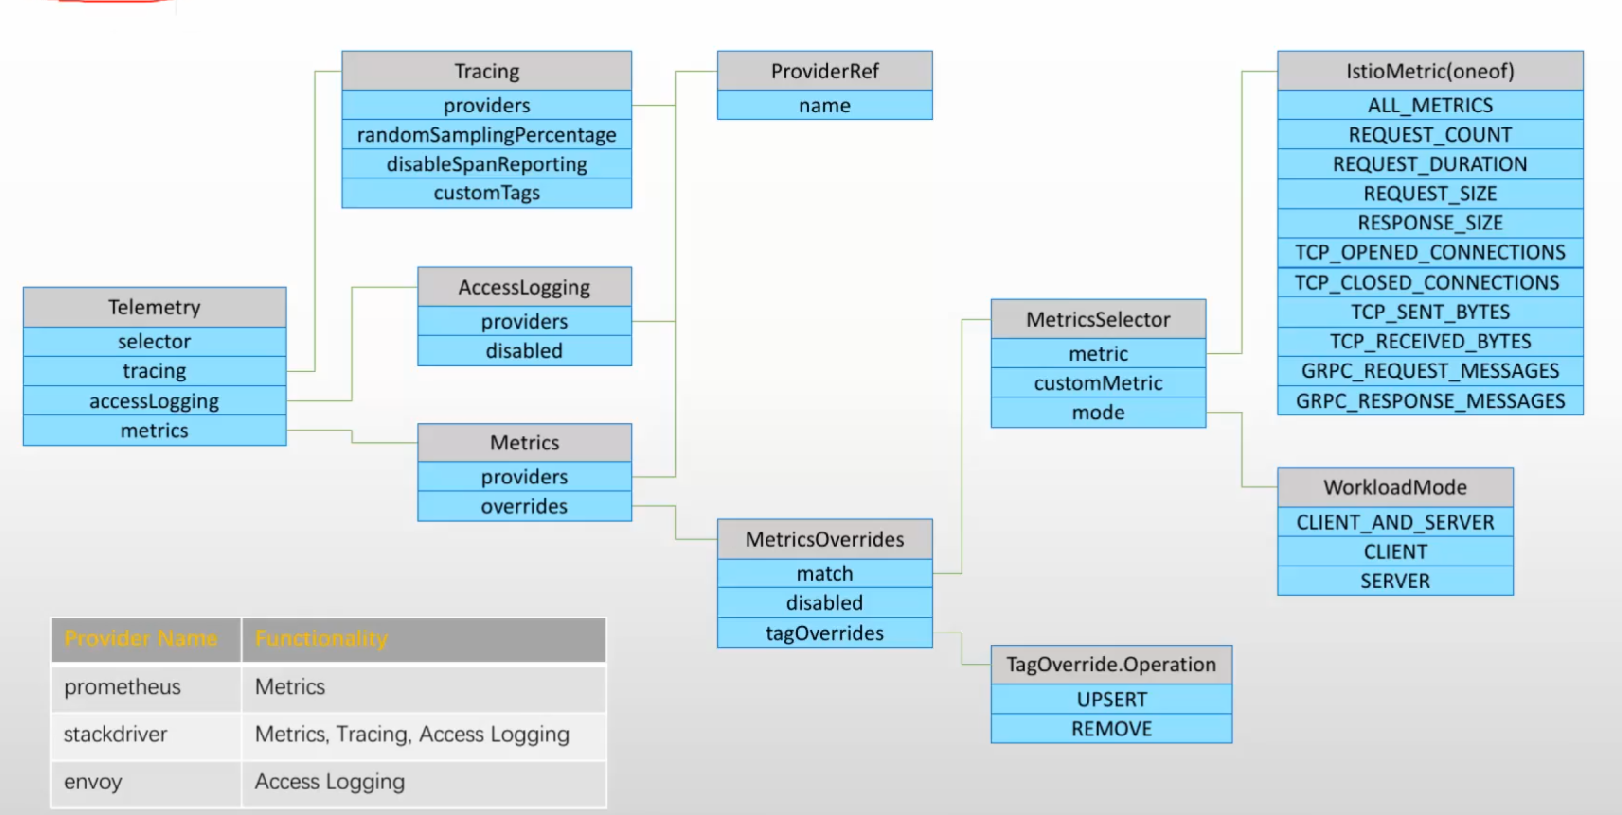 Tracing
providers
randomSamplingPercentage
disableSpanReporting
customTags
ProviderRef
name
IstioMetric(oneof)
ALL_METRICS
REQUEST_COUNT
REQUEST_DURATION
REQUEST_SIZE
RESPONSE_SIZE
TCP_OPENED_CONNECTIONS
TCP_CLOSED_CONNECTIONS
TCP_SENT_BYTES
TCP_RECEIVED_BYTES
GRPC_REQUEST_MESSAGES
GRPC_RESPONSE_MESSAGES
Telemetry
selector
tracing
accessLogging
metrics
AccessLogging
providers
disabled
Metrics
providers
overrides
MetricsSelector
metric
customMetric
mode
WorkloadMode
CLIENT_AND_SERVER
CLIENT
SERVER
MetricsOverrides
match
disabled
tagOverrides
TagOverride.Operation
UPSERT
REMOVE
Provider Name Functionality
prometheus Metrics
stackdriver Metrics, Tracing, Access Logging
envoy Access Logging